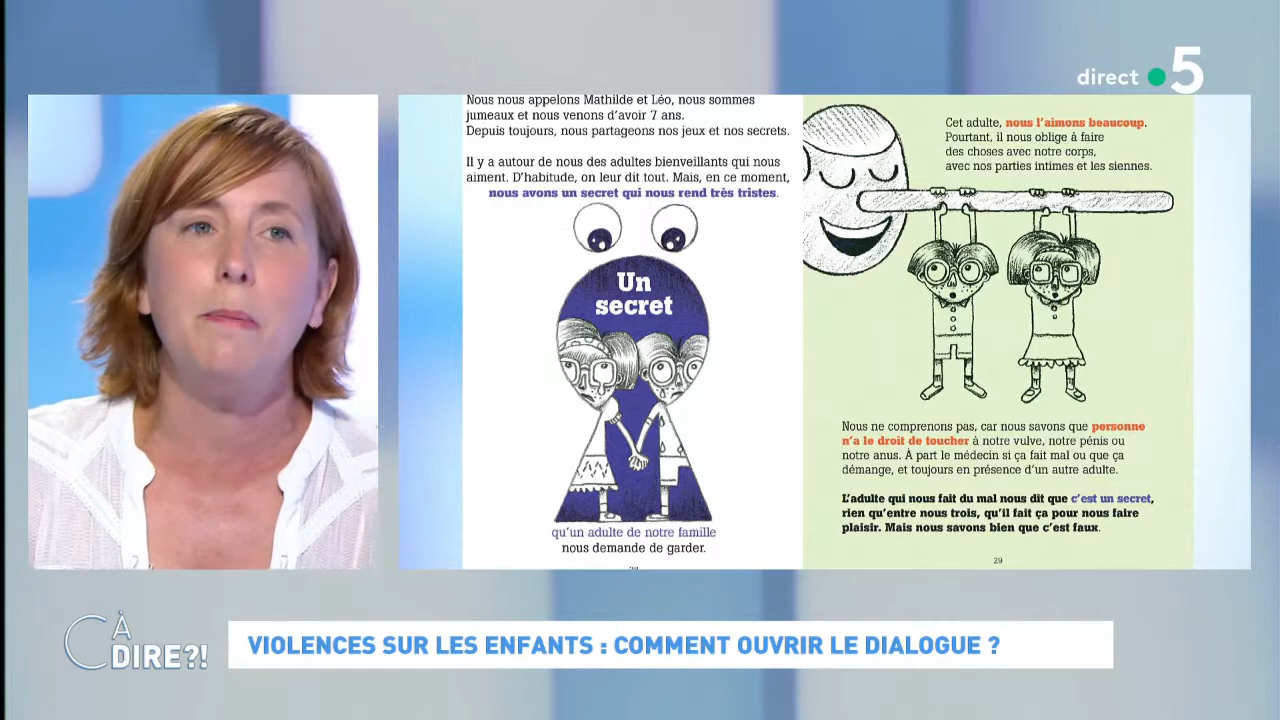 direct 5
Nous nous appelons Mathilde et Léo, nous sommes
jumeaux et nous venons d'avoir 7 ans.
Depuis toujours, nous partageons nos jeux et nos secrets.
Il y a autour de nous des adultes bienveillants qui nous
aiment. D'habitude, on leur dit tout. Mais, en ce moment,
nous avons un secret qui nous rend très tristes.
Un
secret
qu'un adulte de notre famille
nous demande de garder.
Cet adulte, nous l'aimons beaucoup.
Pourtant, il nous oblige à faire
des choses avec notre corps,
avec nos parties intimes et les siennes.
Nous ne comprenons pas, car nous savons que personne
n'a le droit de toucher à notre vulve, notre pénis ou
notre anus. À part le médecin si ça fait mal ou que ça
démange, et toujours en présence d'un autre adulte.
L'adulte qui nous fait du mal nous dit que c'est un secret,
rien qu'entre nous trois, qu'il fait ça pour nous faire
plaisir. Mais nous savons bien que c'est faux.
29
C À
DIRE?!
VIOLENCES SUR LES ENFANTS : COMMENT OUVRIR LE DIALOGUE ?